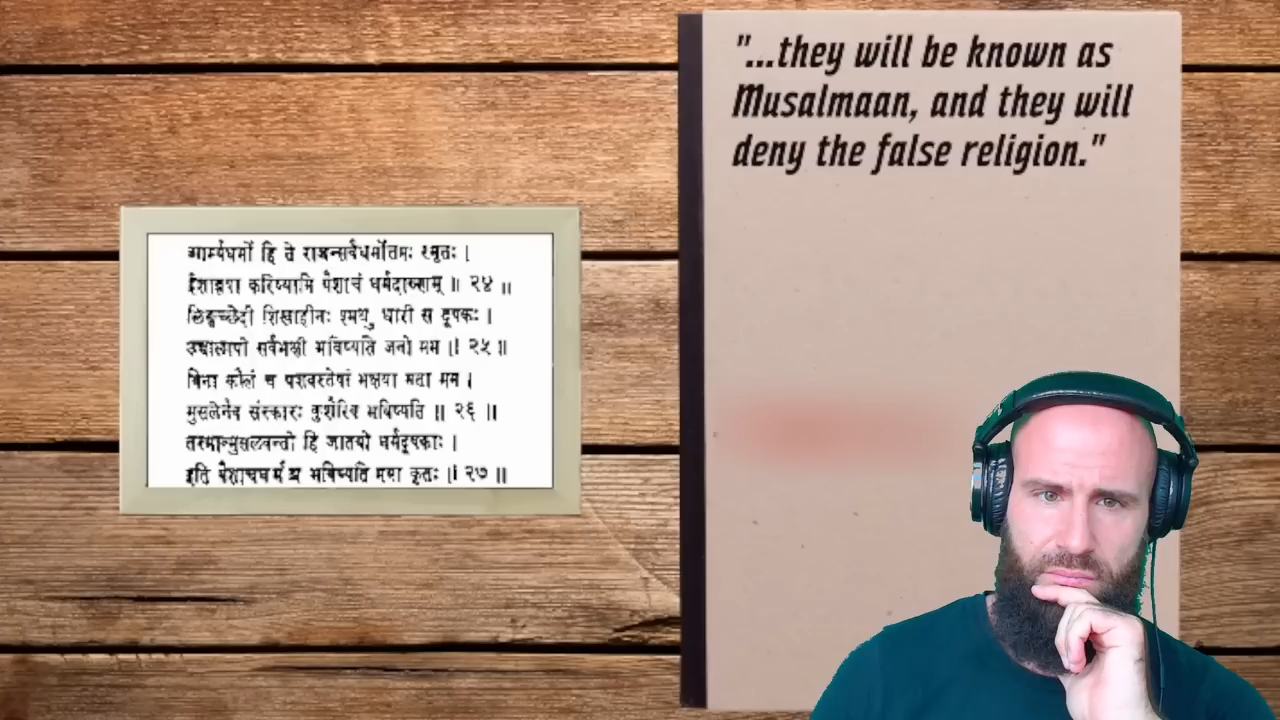 आर्य्यधर्मो हि ते राजन्सर्वधर्मोतमः स्मृतः ।
ईशाज्ञया करिष्यामि पैशाचं धर्मदारुणम् ॥ २४ ॥
लिङ्गच्छेदी शिखाहीनः श्मश्रु धारी स दूषकः ।
उच्चालापी सर्वभक्षी भविष्यति जनो मम ॥ २५ ॥
विना कौलं च पशवस्तेषां भक्ष्या मता मम ।
मुसलेनैव संस्कारः कुशैरिव भविष्यति ॥ २६ ॥
तस्मान्मुसलवन्तो हि जातयो धर्मदूषकाः ।
इति पैशाचधर्मश्च भविष्यति मया कृतः ॥ २७ ॥
"...they will be known as
Musalmaan, and they will
deny the false religion."